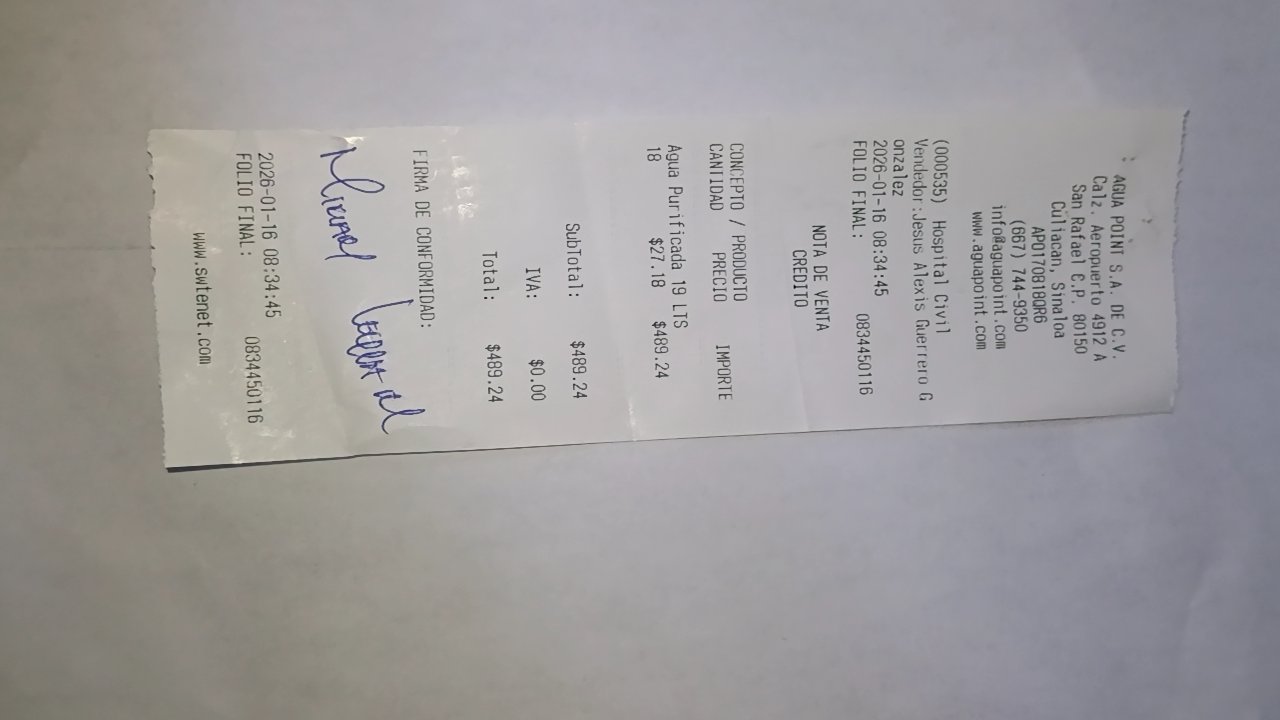 AGUA POINT S.A. DE C.V.
Calz. Aeropuerto 4912 A
San Rafael C.P. 80150
Culiacan, Sinaloa
APO170818QR6
(667) 744-9350
info@aguapoint.com
www.aguapoint.com
(000535) Hospital Civil
Vendedor:Jesus Alexis Guerrero G
onzalez
2026-01-16 08:34:45
FOLIO FINAL: 0834450116
NOTA DE VENTA
CREDITO
CONCEPTO / PRODUCTO
CANTIDAD PRECIO IMPORTE
Agua Purificada 19 LTS
18 $27.18 $489.24
SubTotal: $489.24
IVA: $0.00
Total: $489.24
FIRMA DE CONFORMIDAD:
2026-01-16 08:34:45
FOLIO FINAL: 0834450116
www.swtenet.com